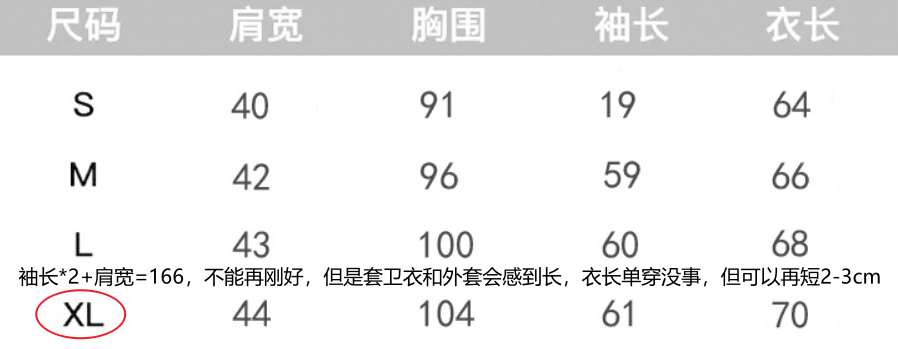 尺码 肩宽 胸围 袖长 衣长
S 40 91 19 64
M 42 96 59 66
L 43 100 60 68
袖长*2+肩宽=166，不能再刚好，但是套卫衣和外套会感到长，衣长单穿没事，但可以再短2-3cm
XL 44 104 61 70